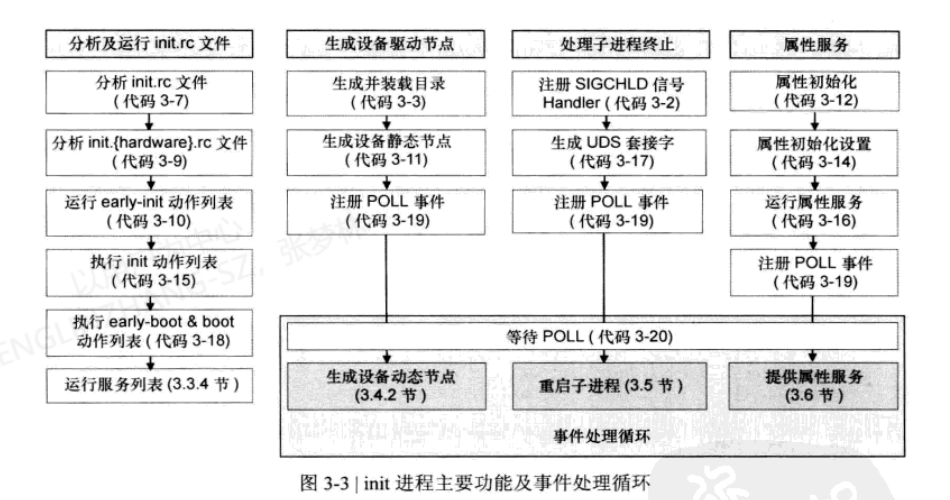 分析及运行 init.rc 文件
分析 init.rc 文件
( 代码 3-7)
分析 init.{hardware}.rc 文件
( 代码 3-9)
运行 early-init 动作列表
( 代码 3-10)
执行 init 动作列表
( 代码 3-15)
执行 early-boot & boot
动作列表 ( 代码 3-18)
运行服务列表 (3.3.4 节 )
生成设备驱动节点
生成并装载目录
( 代码 3-3)
生成设备静态节点
( 代码 3-11)
注册 POLL 事件
( 代码 3-19)
处理子进程终止
注册 SIGCHLD 信号
Handler ( 代码 3-2)
生成 UDS 套接字
( 代码 3-17)
注册 POLL 事件
( 代码 3-19)
属性服务
属性初始化
( 代码 3-12)
属性初始化设置
( 代码 3-14)
运行属性服务
( 代码 3-16)
注册 POLL 事件
( 代码 3-19)
等待 POLL ( 代码 3-20)
生成设备动态节点
(3.4.2 节 )
重启子进程 (3.5 节 )
提供属性服务
(3.6 节 )
事件处理循环
图 3-3 | init 进程主要功能及事件处理循环